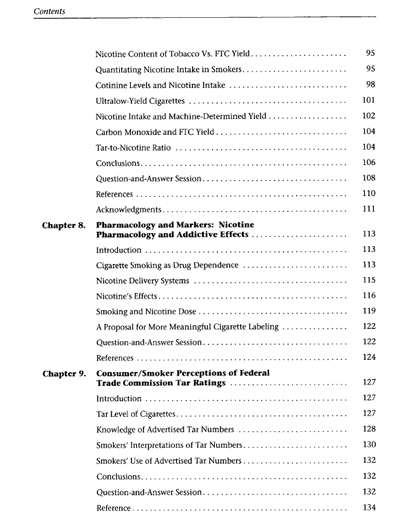 Contents
Nicotine Content of Tobacco Vs. FTC Yield . . . . . . . . . . . . . . . . . . . . . . 95
Quantitating Nicotine Intake in Smokers. . . . . . . . . . . . . . . . . . . . . . . . 95
Cotinine Levels and Nicotine Intake . . . . . . . . . . . . . . . . . . . . . . . . . . . 98
Ultralow-Yield Cigarettes . . . . . . . . . . . . . . . . . . . . . . . . . . . . . . . . . . . . 101
Nicotine Intake and Machine-Determined Yield . . . . . . . . . . . . . . . . . . 102
Carbon Monoxide and FTC Yield . . . . . . . . . . . . . . . . . . . . . . . . . . . . . . 104
Tar-to-Nicotine Ratio . . . . . . . . . . . . . . . . . . . . . . . . . . . . . . . . . . . . . . . 104
Conclusions. . . . . . . . . . . . . . . . . . . . . . . . . . . . . . . . . . . . . . . . . . . . . . . 106
Question-and-Answer Session. . . . . . . . . . . . . . . . . . . . . . . . . . . . . . . . . 108
References . . . . . . . . . . . . . . . . . . . . . . . . . . . . . . . . . . . . . . . . . . . . . . . . 110
Acknowledgments. . . . . . . . . . . . . . . . . . . . . . . . . . . . . . . . . . . . . . . . . . 111
Chapter 8. Pharmacology and Markers: Nicotine
Pharmacology and Addictive Effects . . . . . . . . . . . . . . . . . . . . . . 113
Introduction . . . . . . . . . . . . . . . . . . . . . . . . . . . . . . . . . . . . . . . . . . . . . . 113
Cigarette Smoking as Drug Dependence . . . . . . . . . . . . . . . . . . . . . . . . 113
Nicotine Delivery Systems . . . . . . . . . . . . . . . . . . . . . . . . . . . . . . . . . . . 115
Nicotine's Effects. . . . . . . . . . . . . . . . . . . . . . . . . . . . . . . . . . . . . . . . . . . 116
Smoking and Nicotine Dose . . . . . . . . . . . . . . . . . . . . . . . . . . . . . . . . . . 119
A Proposal for More Meaningful Cigarette Labeling . . . . . . . . . . . . . . . 122
Question-and-Answer Session. . . . . . . . . . . . . . . . . . . . . . . . . . . . . . . . . 122
References . . . . . . . . . . . . . . . . . . . . . . . . . . . . . . . . . . . . . . . . . . . . . . . . 124
Chapter 9. Consumer/Smoker Perceptions of Federal
Trade Commission Tar Ratings . . . . . . . . . . . . . . . . . . . . . . . . . . . 127
Introduction . . . . . . . . . . . . . . . . . . . . . . . . . . . . . . . . . . . . . . . . . . . . . . 127
Tar Level of Cigarettes. . . . . . . . . . . . . . . . . . . . . . . . . . . . . . . . . . . . . . . 127
Knowledge of Advertised Tar Numbers . . . . . . . . . . . . . . . . . . . . . . . . . 128
Smokers' Interpretations of Tar Numbers. . . . . . . . . . . . . . . . . . . . . . . . 130
Smokers' Use of Advertised Tar Numbers . . . . . . . . . . . . . . . . . . . . . . . . 132
Conclusions. . . . . . . . . . . . . . . . . . . . . . . . . . . . . . . . . . . . . . . . . . . . . . . 132
Question-and-Answer Session. . . . . . . . . . . . . . . . . . . . . . . . . . . . . . . . . 132
Reference . . . . . . . . . . . . . . . . . . . . . . . . . . . . . . . . . . . . . . . . . . . . . . . . . 134